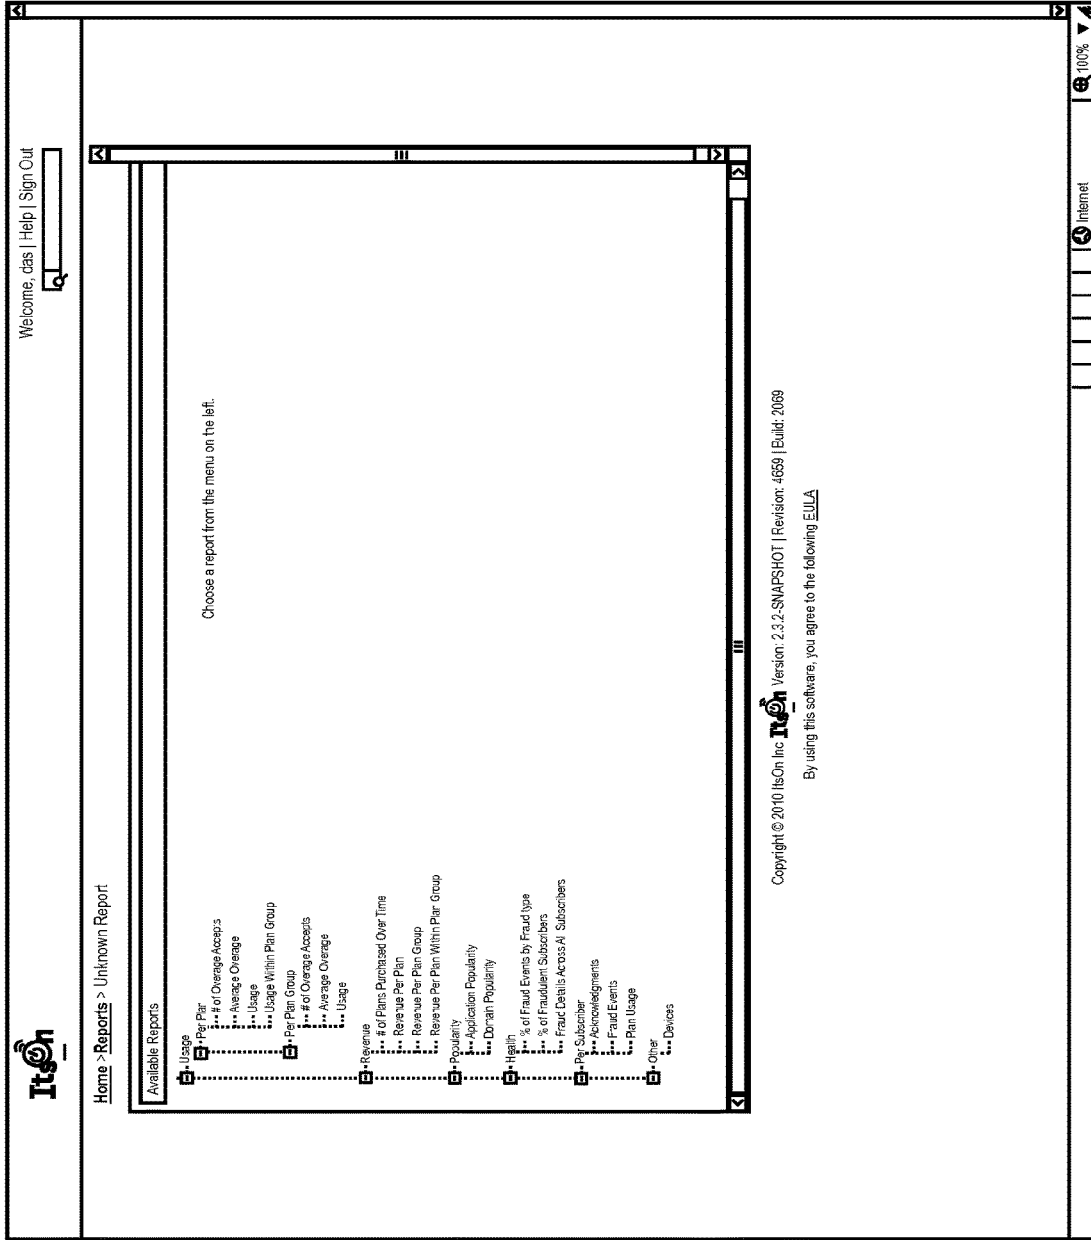 ItsOn
Welcome, das | Help | Sign Out
Home > Reports > Unknown Report
Available Reports
Usage
Per Plan
# of Overage Accepts
Average Overage
Usage
Usage Within Plan Group
Per Plan Group
# of Overage Accepts
Average Overage
Usage
Revenue
# of Plans Purchased Over Time
Revenue Per Plan
Revenue Per Plan Group
Revenue Per Plan Within Plan Group
Popularity
Application Popularity
Domain Popularity
Health
% of Fraud Events by Fraud type
% of Fraudulent Subscribers
Fraud Details Across All Subscribers
Per Subscriber
Acknowledgments
Fraud Events
Plan Usage
Other
Devices
Choose a report from the menu on the left.
Copyright © 2010 ItsOn Inc ItsOn Version: 2.3.2-SNAPSHOT | Revision: 4659 | Build: 2069
By using this software, you agree to the following EULA
Internet
100%